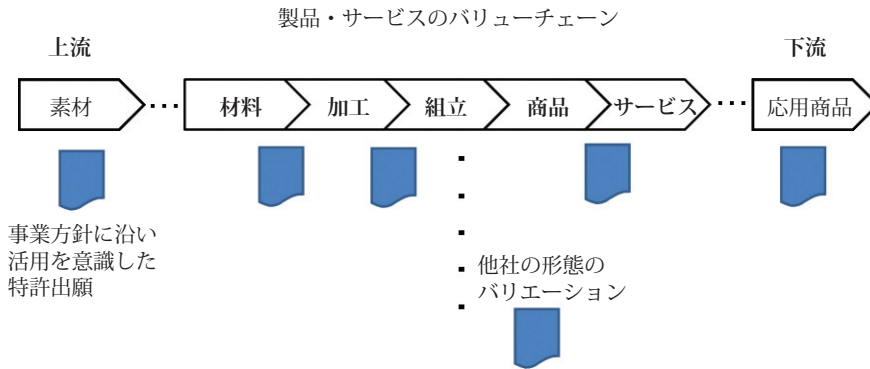 製品・サービスのバリューチェーン
上流
下流
素材
材料
加工
組立
商品
サービス
応用商品
事業方針に沿い
活用を意識した
特許出願
他社の形態の
バリエーション